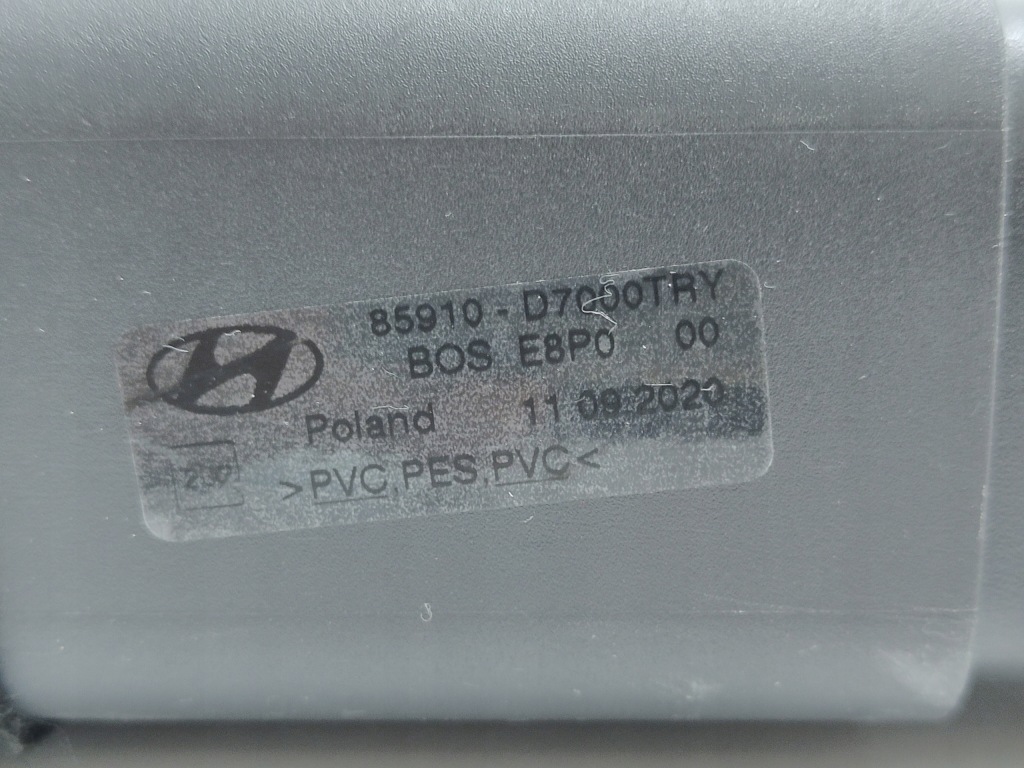 85910 - D7000TRY
BOS E8P0 00
Poland 11 09 2020
>PVC,PES,PVC<